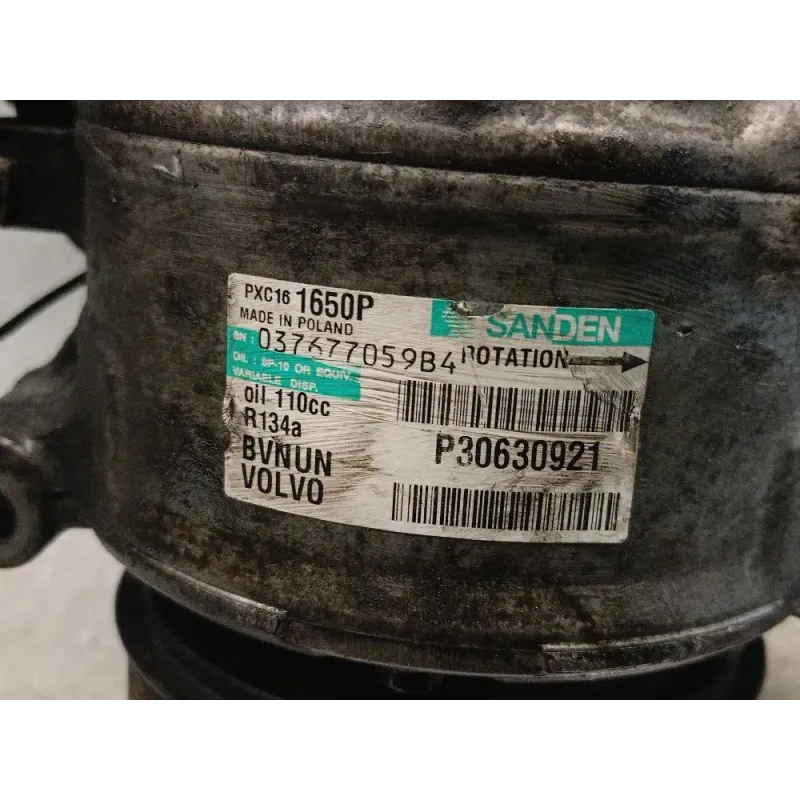 PXC16 1650P
SANDEN
MADE IN POLAND
SN : 037677059B4
ROTATION
OIL : SP-10 OR EQUIV.
VARIABLE DISP.
oil 110cc
R134a
P30630921
BVNUN
VOLVO